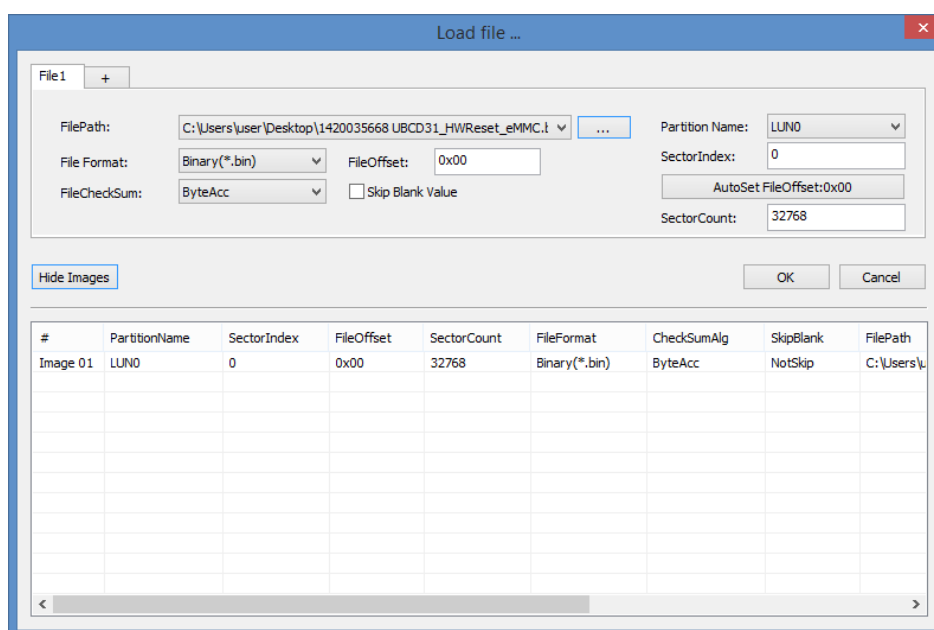 Load file ...
File1 +
FilePath: C:\Users\user\Desktop\1420035668 UBCD31_HWReset_eMMC.b ... Partition Name: LUN0
File Format: Binary(*.bin) FileOffset: 0x00 SectorIndex: 0
FileCheckSum: ByteAcc Skip Blank Value AutoSet FileOffset:0x00
SectorCount: 32768
Hide Images OK Cancel
# PartitionName SectorIndex FileOffset SectorCount FileFormat CheckSumAlg SkipBlank FilePath
Image 01 LUN0 0 0x00 32768 Binary(*.bin) ByteAcc NotSkip C:\Users\u